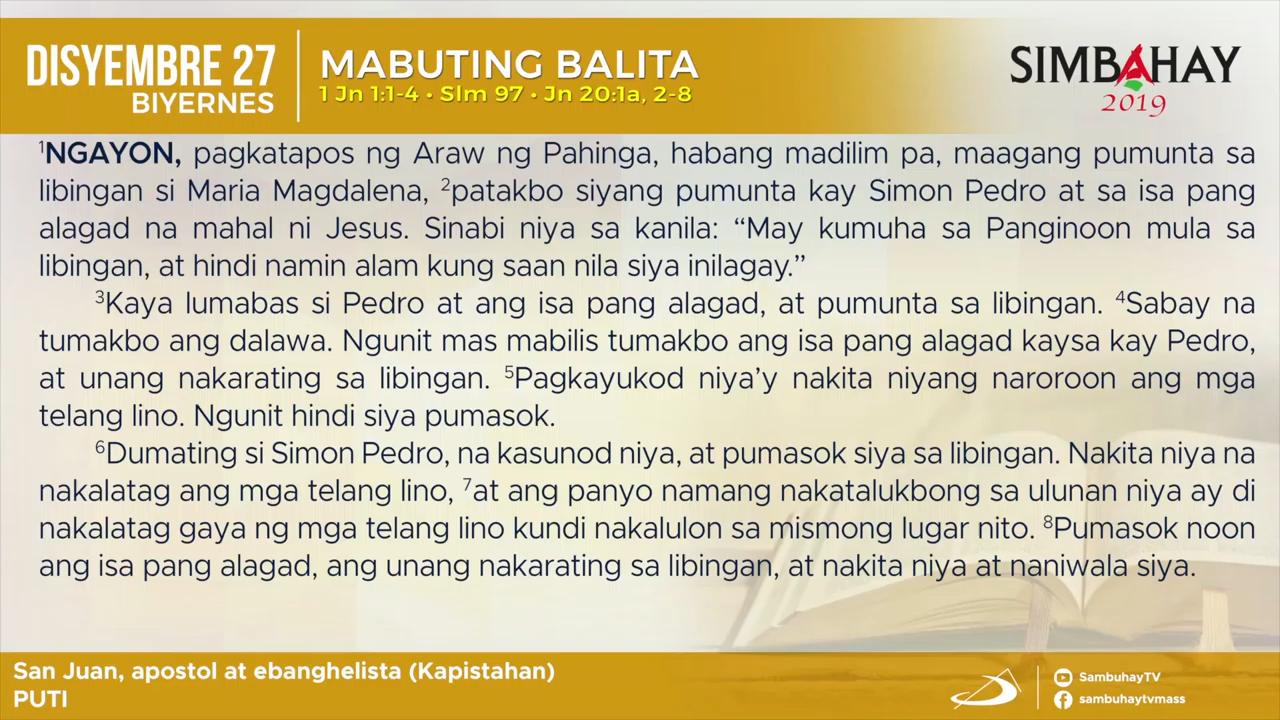 DISYEMBRE 27
BIYERNES
MABUTING BALITA
1 Jn 1:1-4 • Slm 97 • Jn 20:1a, 2-8
SIMBAHAY
2019
¹NGAYON, pagkatapos ng Araw ng Pahinga, habang madilim pa, maagang pumunta sa
libingan si Maria Magdalena, ²patakbo siyang pumunta kay Simon Pedro at sa isa pang
alagad na mahal ni Jesus. Sinabi niya sa kanila: “May kumuha sa Panginoon mula sa
libingan, at hindi namin alam kung saan nila siya inilagay.”
³Kaya lumabas si Pedro at ang isa pang alagad, at pumunta sa libingan. ⁴Sabay na
tumakbo ang dalawa. Ngunit mas mabilis tumakbo ang isa pang alagad kaysa kay Pedro,
at unang nakarating sa libingan. ⁵Pagkayukod niya’y nakita niyang naroroon ang mga
telang lino. Ngunit hindi siya pumasok.
⁶Dumating si Simon Pedro, na kasunod niya, at pumasok siya sa libingan. Nakita niya na
nakalatag ang mga telang lino, ⁷at ang panyo namang nakatalukbong sa ulunan niya ay di
nakalatag gaya ng mga telang lino kundi nakalulon sa mismong lugar nito. ⁸Pumasok noon
ang isa pang alagad, ang unang nakarating sa libingan, at nakita niya at naniwala siya.
San Juan, apostol at ebanghelista (Kapistahan)
PUTI
SambuhayTV
sambuhaytvmass